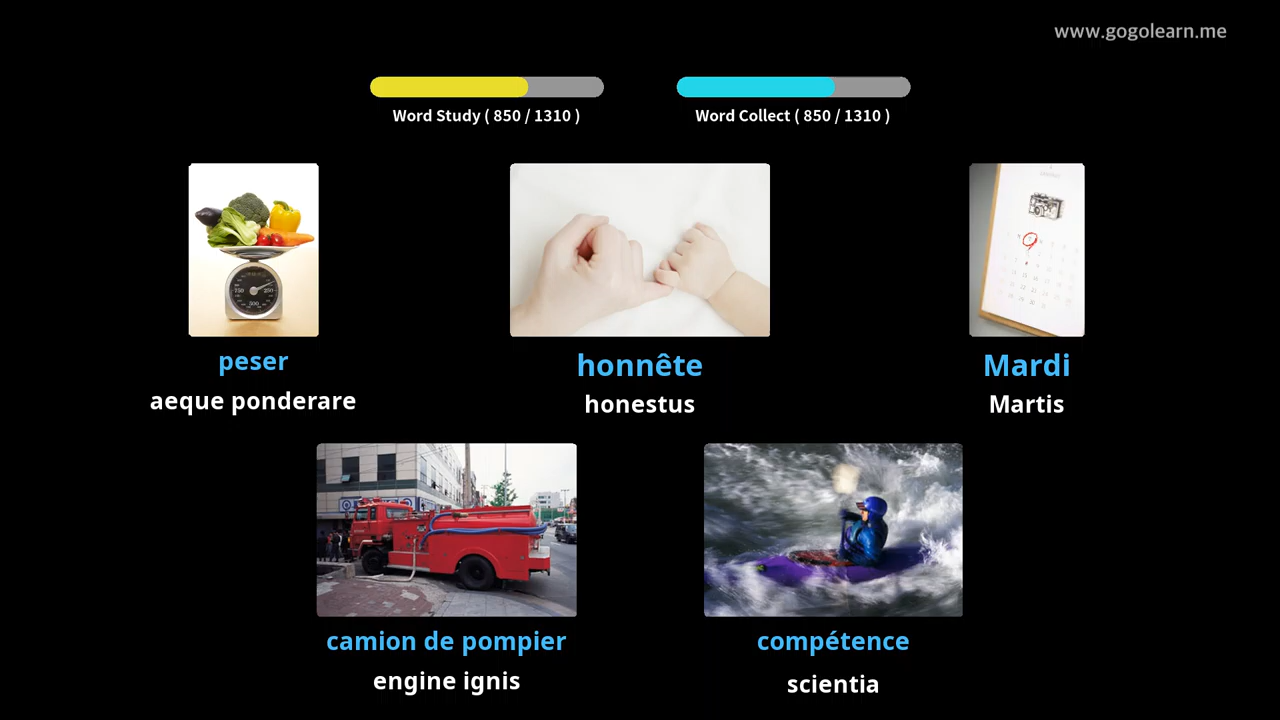 www.gogolearn.me
Word Study ( 850 / 1310 )
Word Collect ( 850 / 1310 )
peser
aeque ponderare
honnête
honestus
Mardi
Martis
camion de pompier
engine ignis
compétence
scientia